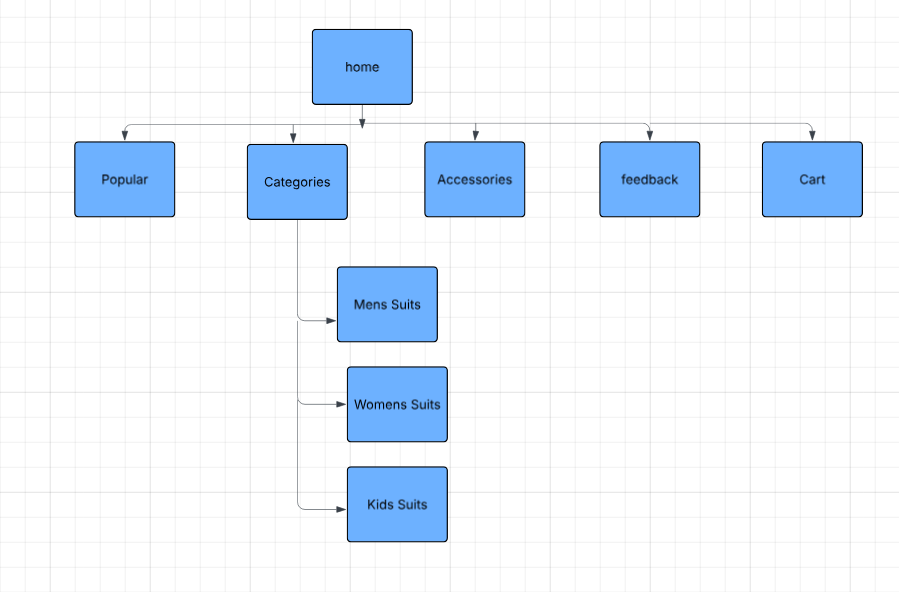 home
Popular
Categories
Accessories
feedback
Cart
Mens Suits
Womens Suits
Kids Suits